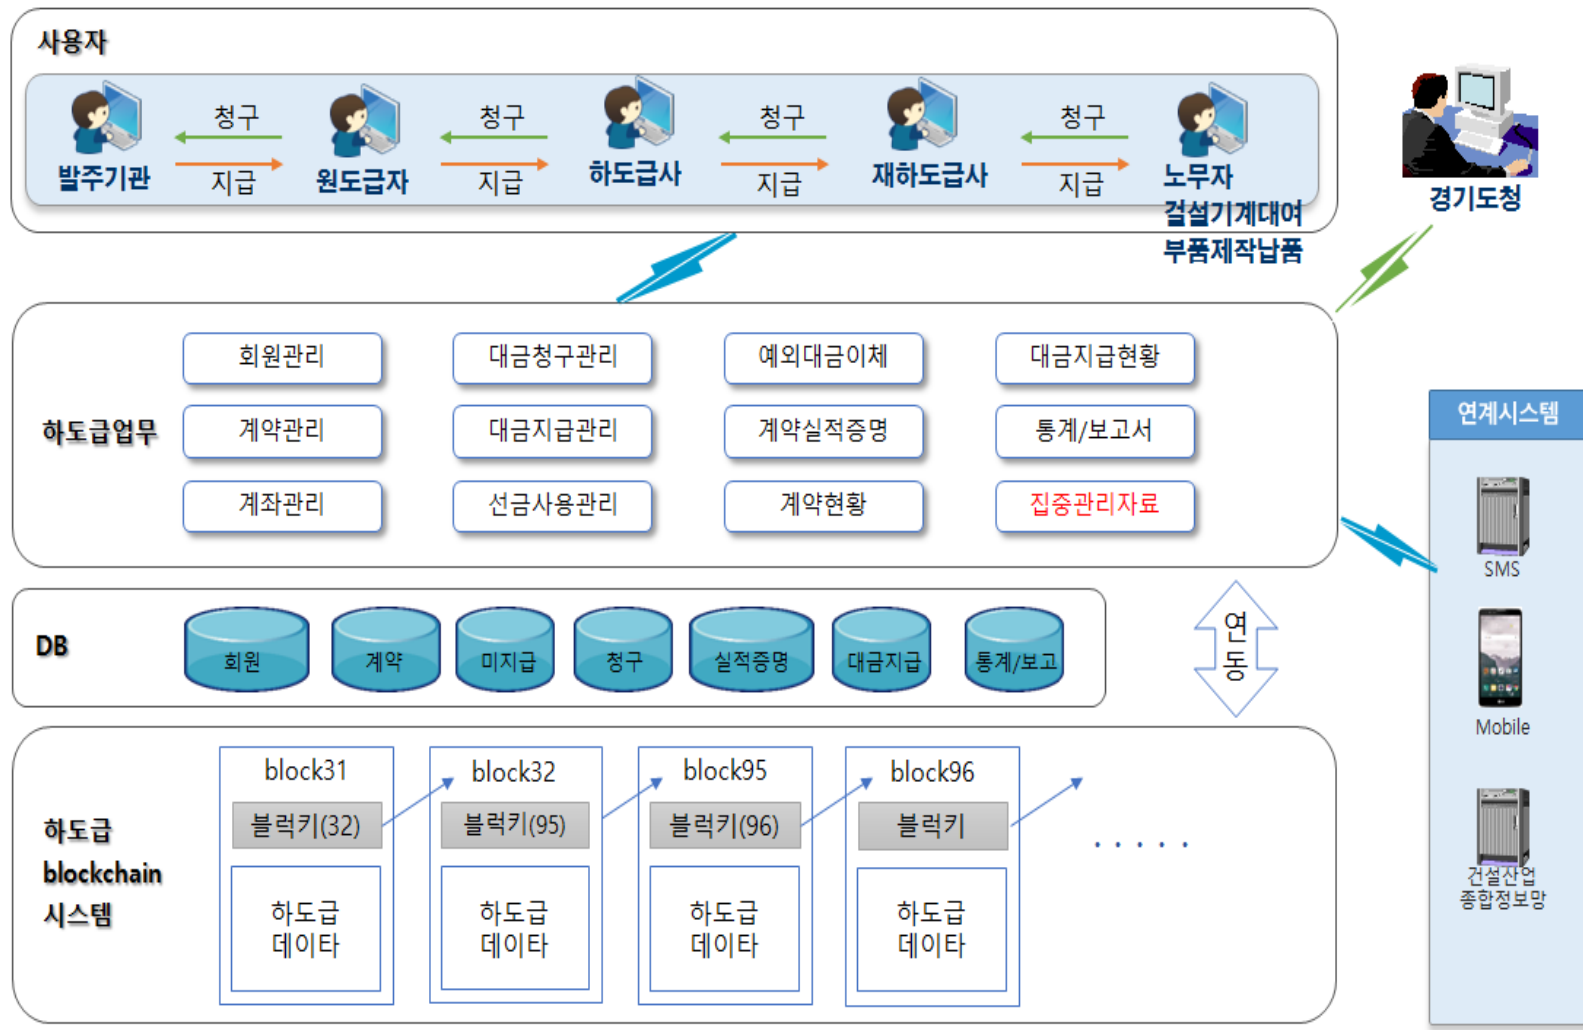 사용자
청구
청구
청구
청구
발주기관
지급
원도급자
지급
하도급사
지급
재하도급사
지급
노무자
걸설기계대여
부품제작납품
경기도청
하도급업무
회원관리
대금청구관리
예외대금이체
대금지급현황
계약관리
대금지급관리
계약실적증명
통계/보고서
계좌관리
선금사용관리
계약현황
집중관리자료
연계시스템
SMS
Mobile
건설산업
종합정보망
DB
회원
계약
미지급
청구
실적증명
대금지급
통계/보고
연
동
하도급
blockchain
시스템
block31
블럭키(32)
하도급
데이타
block32
블럭키(95)
하도급
데이타
block95
블럭키(96)
하도급
데이타
block96
블럭키
하도급
데이타
. . . . .